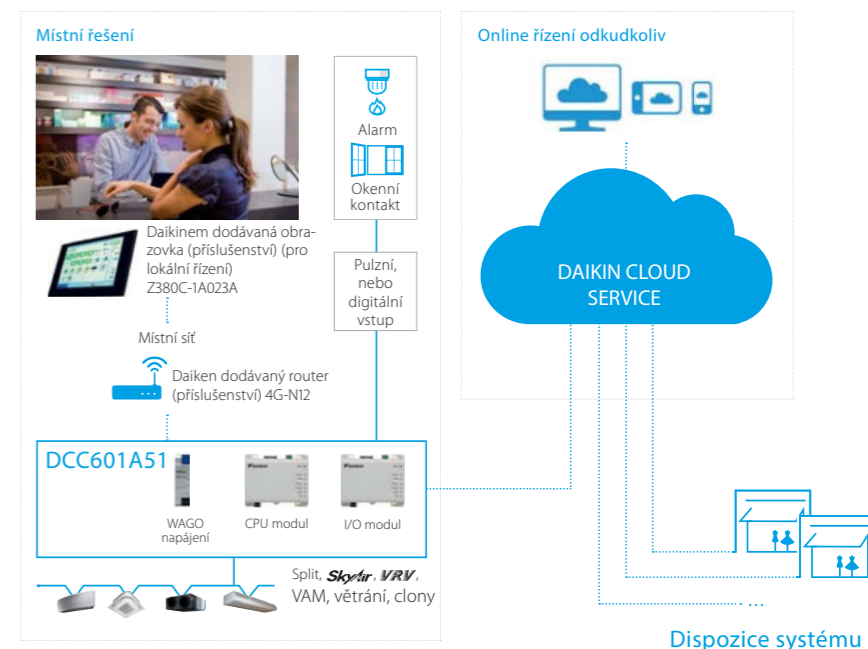 Místní řešení
Online řízení odkudkoliv
Alarm
Okenní
kontakt
Daikinem dodávaná obra-
zovka (příslušenství) (pro
lokální řízení)
Z380C-1A023A
Pulzní,
nebo
digitální
vstup
DAIKIN CLOUD
SERVICE
Místní síť
Daiken dodávaný router
(příslušenství) 4G-N12
DCC601A51
WAGO
napájení
CPU modul
I/O modul
Split, SkyAir, VRV,
VAM, větrání, clony
...
Dispozice systému